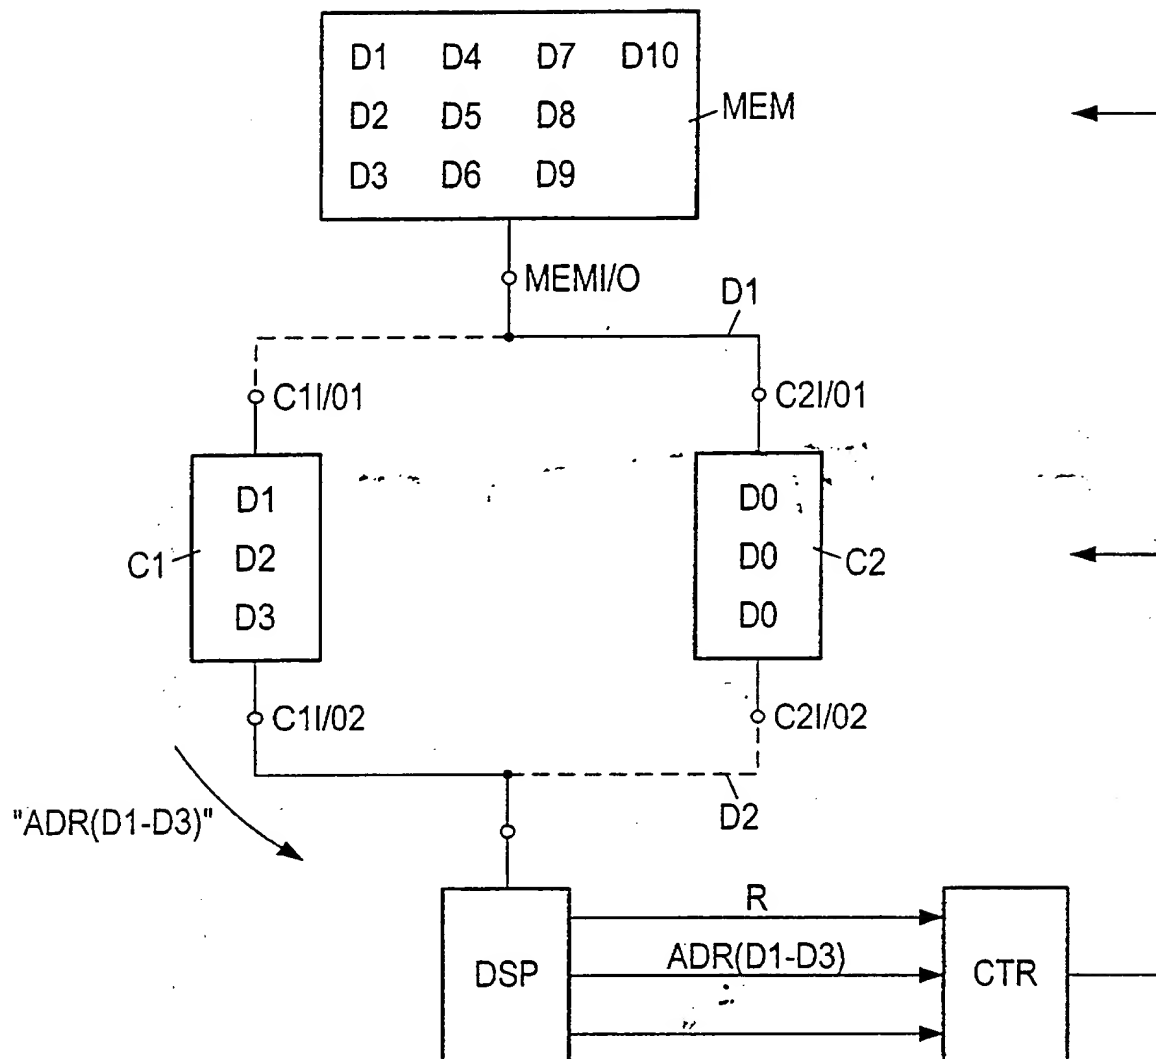 D1 D4 D7 D10
D2 D5 D8
MEM
D3 D6 D9
MEMI/O
D1
C1I/01
C2I/01
D1
D2
D3
C1
D0
D0
D0
C2
C1I/02
C2I/02
D2
"ADR(D1-D3)"
R
DSP
ADR(D1-D3)
CTR